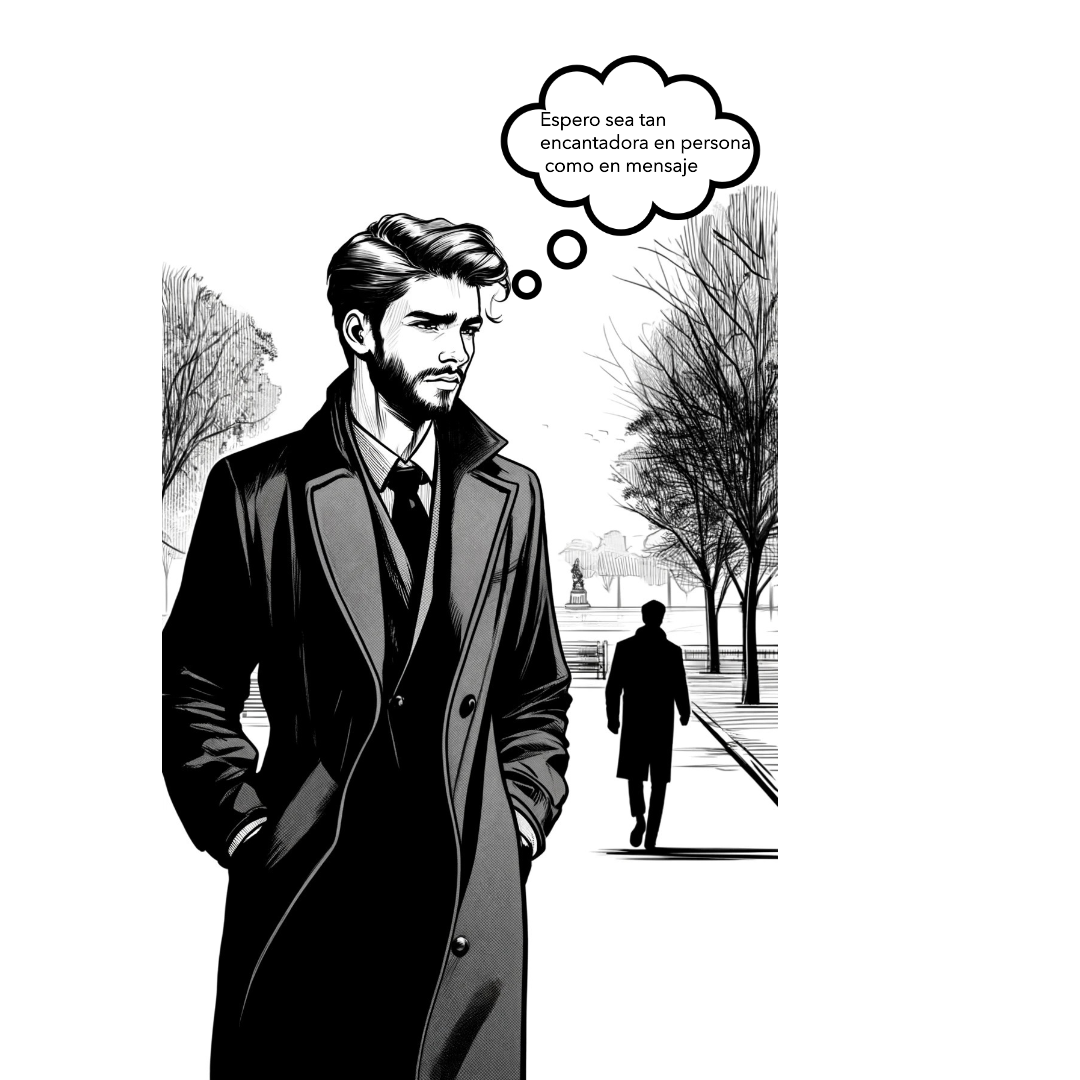 Espero sea tan
encantadora en persona
como en mensaje